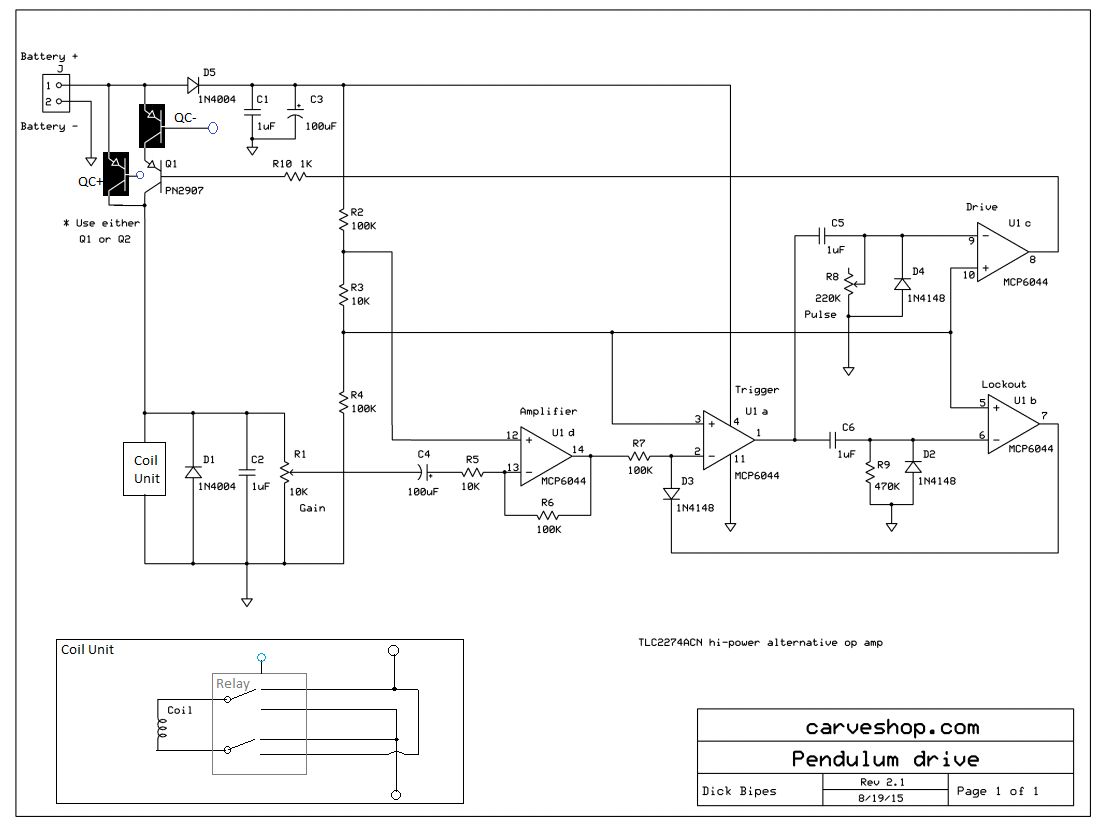 Battery +
J
1
2
Battery -
D5
1N4004
C1
1uF
C3
+
100uF
QC-
QC+
Q1
PN2907
R10 1K
* Use either
Q1 or Q2
R2
100K
R3
10K
R4
100K
Drive
U1c
9
-
10
+
8
MCP6044
C5
1uF
R8
220K
Pulse
D4
1N4148
Lockout
U1b
5
+
6
-
7
MCP6044
Trigger
U1a
3
+
4
2
-
11
1
MCP6044
Amplifier
U1d
12
+
13
-
14
MCP6044
R7
100K
D3
1N4148
C6
1uF
R9
470K
D2
1N4148
Coil
Unit
D1
1N4004
C2
1uF
R1
10K
Gain
C4
+
100uF
R5
10K
R6
100K
Coil Unit
Relay
Coil
TLC2274ACN hi-power alternative op amp
carveshop.com
Pendulum drive
Dick Bipes
Rev 2.1
8/19/15
Page 1 of 1